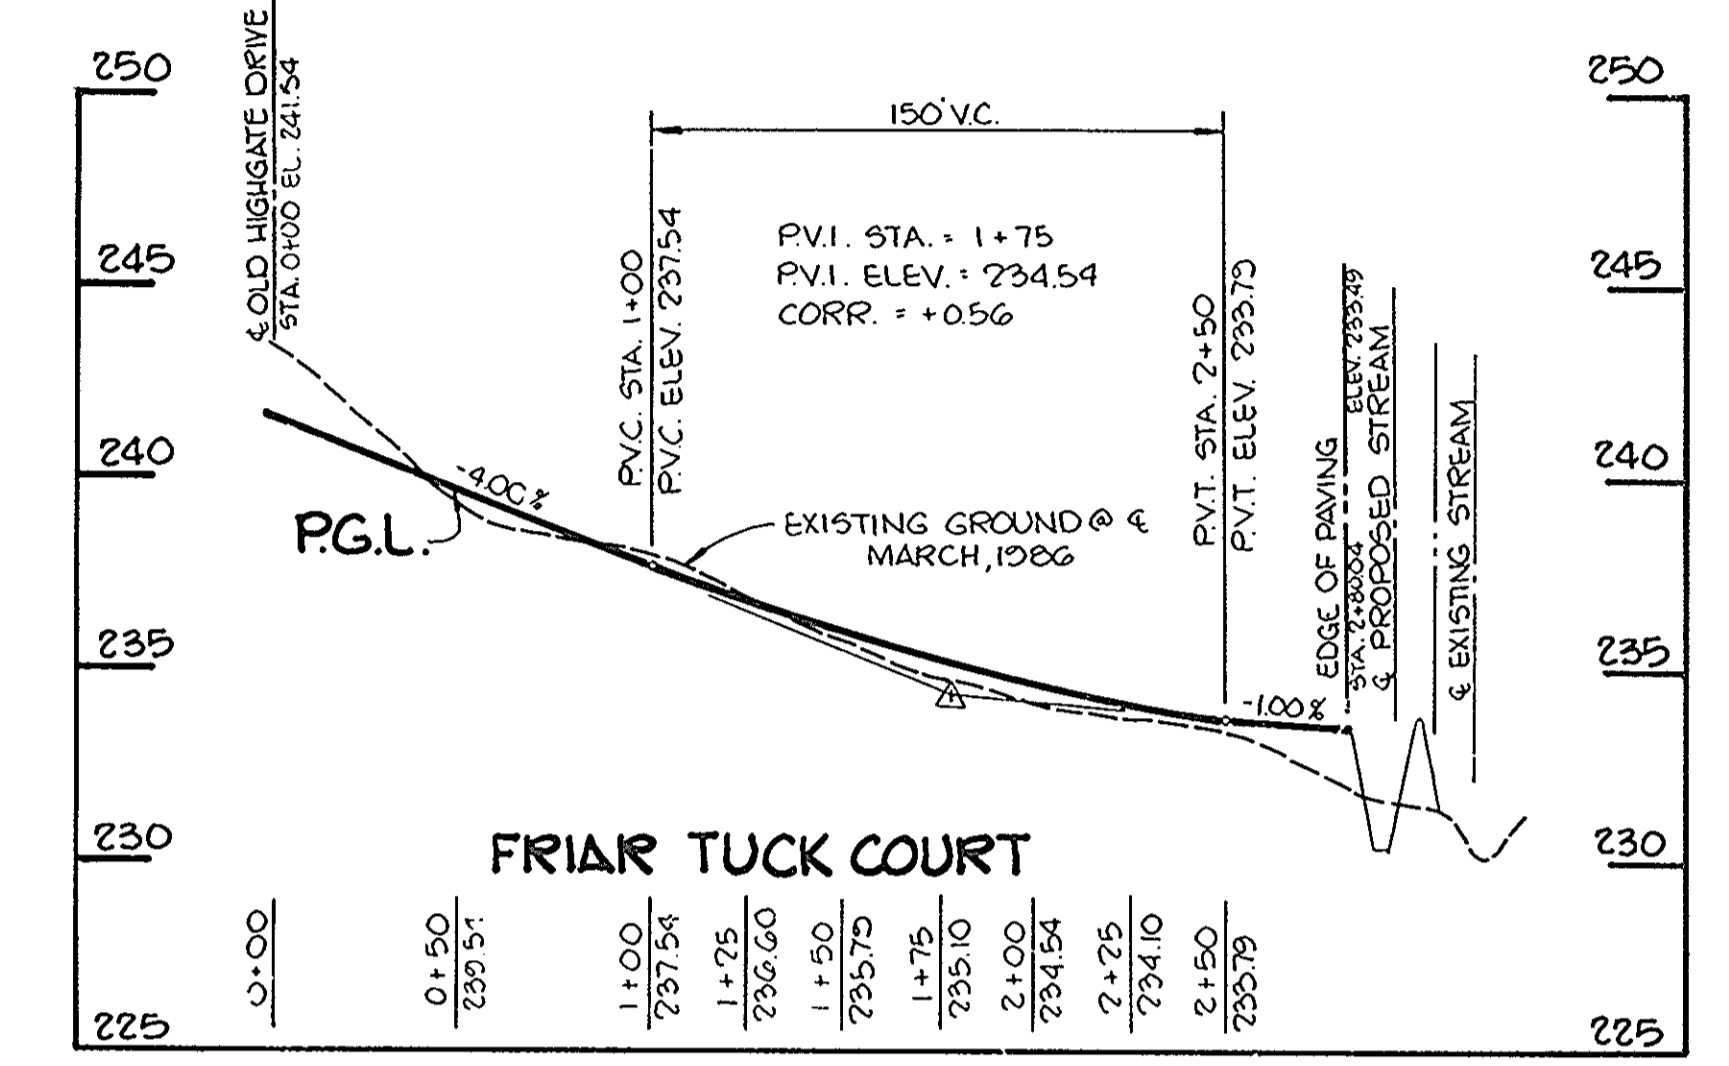 250
250
℄ OLD HIGHGATE DRIVE
STA. 0+00 EL. 241.54
150' V.C.
P.V.I. STA. = 1+75
P.V.I. ELEV. = 234.54
CORR. = +0.56
P.V.C. STA. 1+00
P.V.C. ELEV. 237.54
P.V.T. STA. 2+50
P.V.T. ELEV. 233.79
245
245
EDGE OF PAVING
STA. 2+80.04 ELEV. 233.49
℄ PROPOSED STREAM
℄ EXISTING STREAM
240
240
-4.00%
P.G.L.
EXISTING GROUND @ ℄
MARCH, 1986
235
235
-1.00%
230
230
FRIAR TUCK COURT
0+00
0+50
239.51
1+00
237.54
1+25
236.60
1+50
235.79
1+75
235.10
2+00
234.54
2+25
234.10
2+50
233.79
225
225